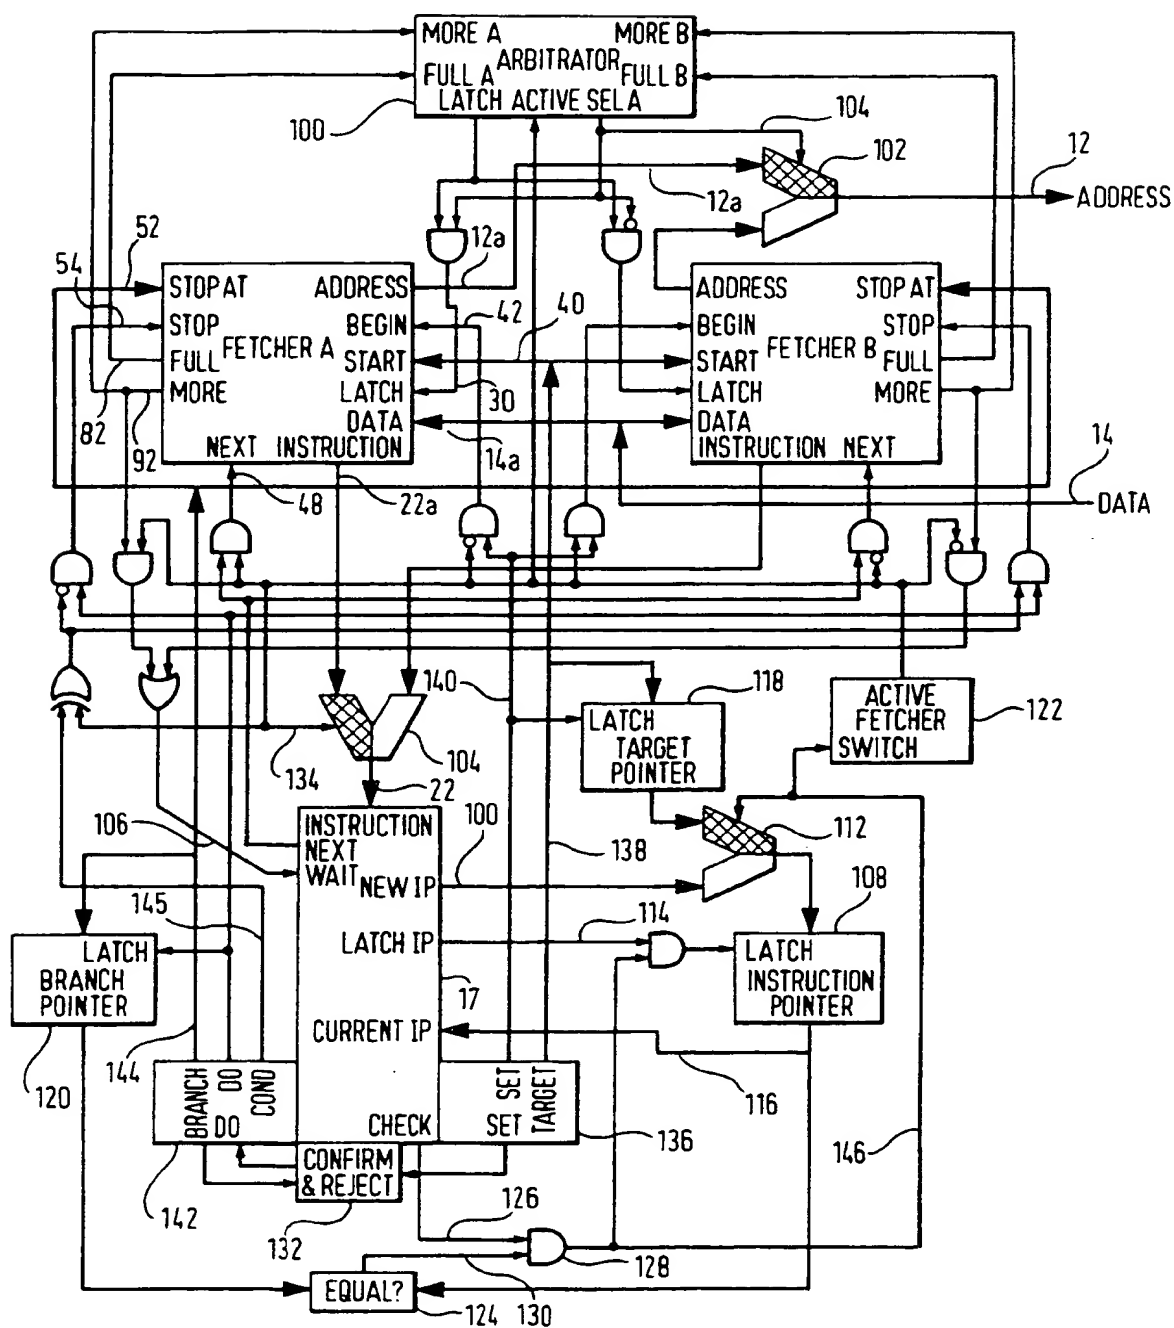 MORE A MORE B
ARBITRATOR
FULL A FULL B
LATCH ACTIVE SEL A
100
104
102
12
ADDRESS
12a
52
54
12a
STOP AT ADDRESS
STOP BEGIN
FETCHER A
FULL START
MORE LATCH
DATA
NEXT INSTRUCTION
42
40
30
14a
82
92
48
22a
ADDRESS STOP AT
BEGIN STOP
FETCHER B
START FULL
LATCH MORE
DATA
INSTRUCTION NEXT
14
DATA
140
118
LATCH
TARGET
POINTER
ACTIVE
FETCHER
SWITCH
122
134
104
22
106
INSTRUCTION
NEXT
WAIT
NEW IP
100
138
112
108
145
LATCH IP
114
LATCH
INSTRUCTION
POINTER
LATCH
BRANCH
POINTER
17
CURRENT IP
120
144
116
BRANCH
DO
COND
DO
CHECK
SET
SET
TARGET
136
146
CONFIRM
& REJECT
142
132
126
128
EQUAL?
124
130